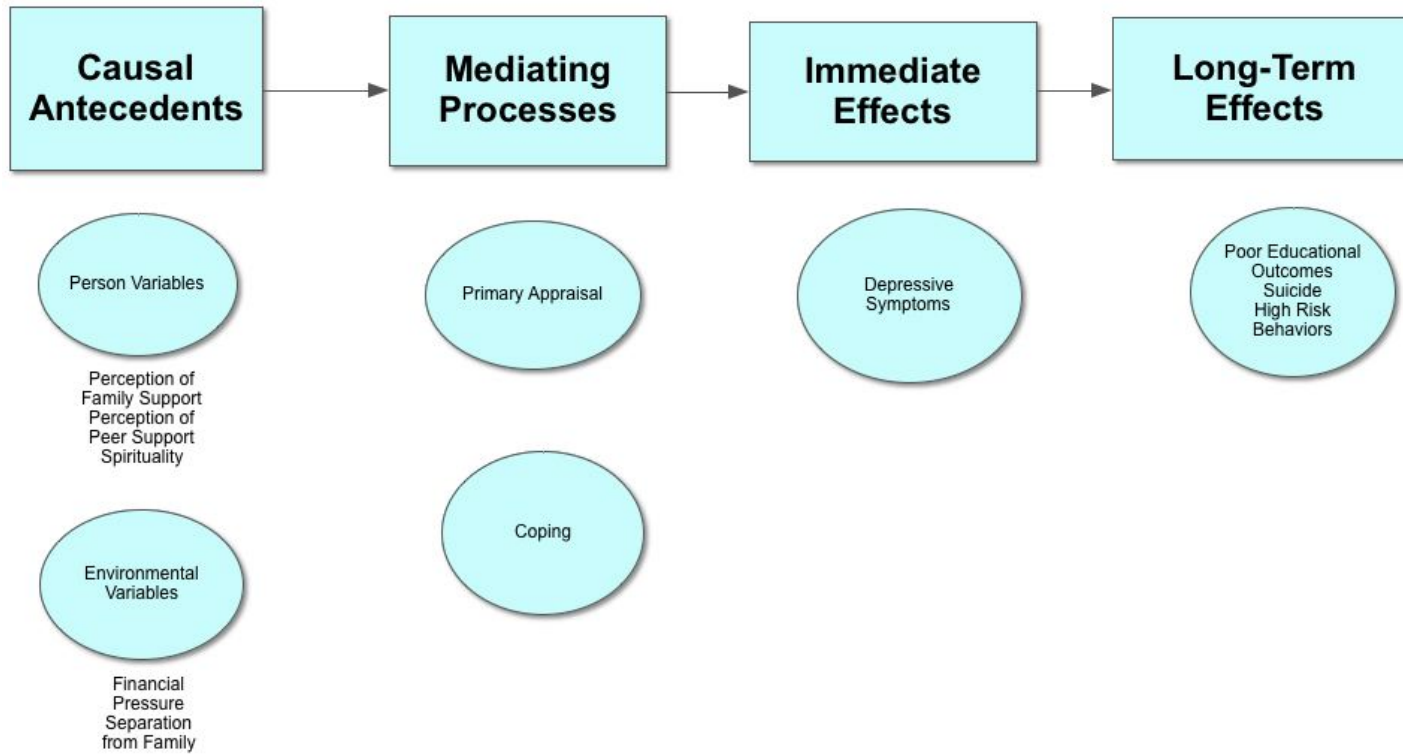 Causal
Antecedents
Mediating
Processes
Immediate
Effects
Long-Term
Effects
Person Variables
Perception of
Family Support
Perception of
Peer Support
Spirituality
Environmental
Variables
Financial
Pressure
Separation
from Family
Primary Appraisal
Coping
Depressive
Symptoms
Poor Educational
Outcomes
Suicide
High Risk
Behaviors